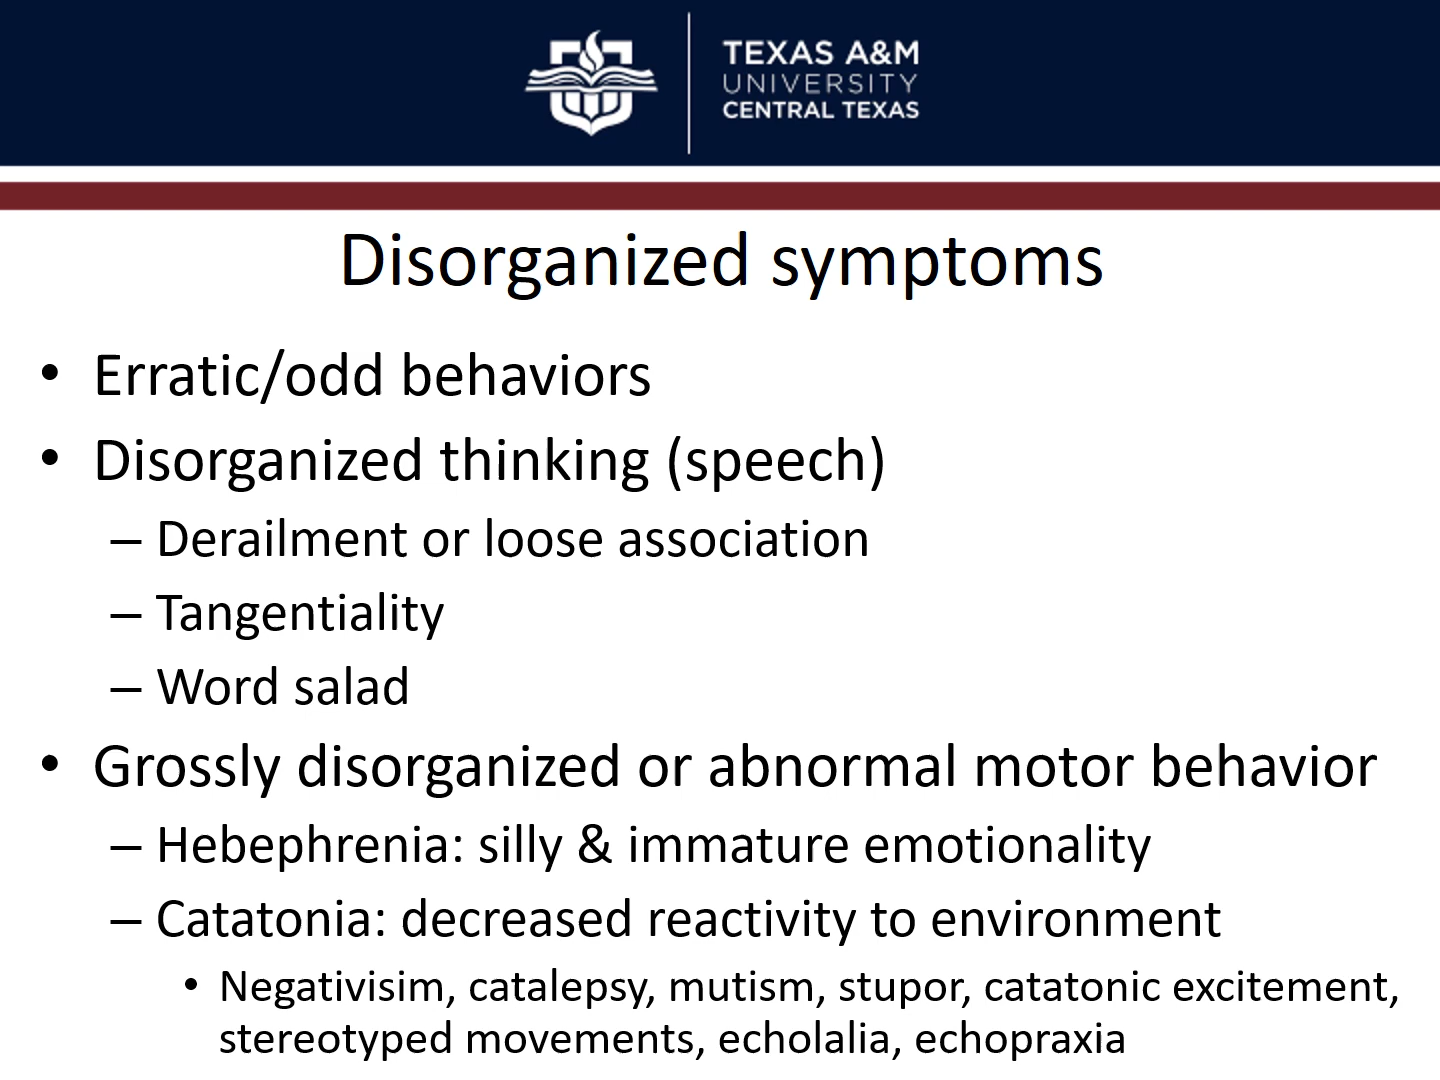 TEXAS A&M
UNIVERSITY
CENTRAL TEXAS
Disorganized symptoms
• Erratic/odd behaviors
• Disorganized thinking (speech)
– Derailment or loose association
– Tangentiality
– Word salad
• Grossly disorganized or abnormal motor behavior
– Hebephrenia: silly & immature emotionality
– Catatonia: decreased reactivity to environment
• Negativisim, catalepsy, mutism, stupor, catatonic excitement,
stereotyped movements, echolalia, echopraxia